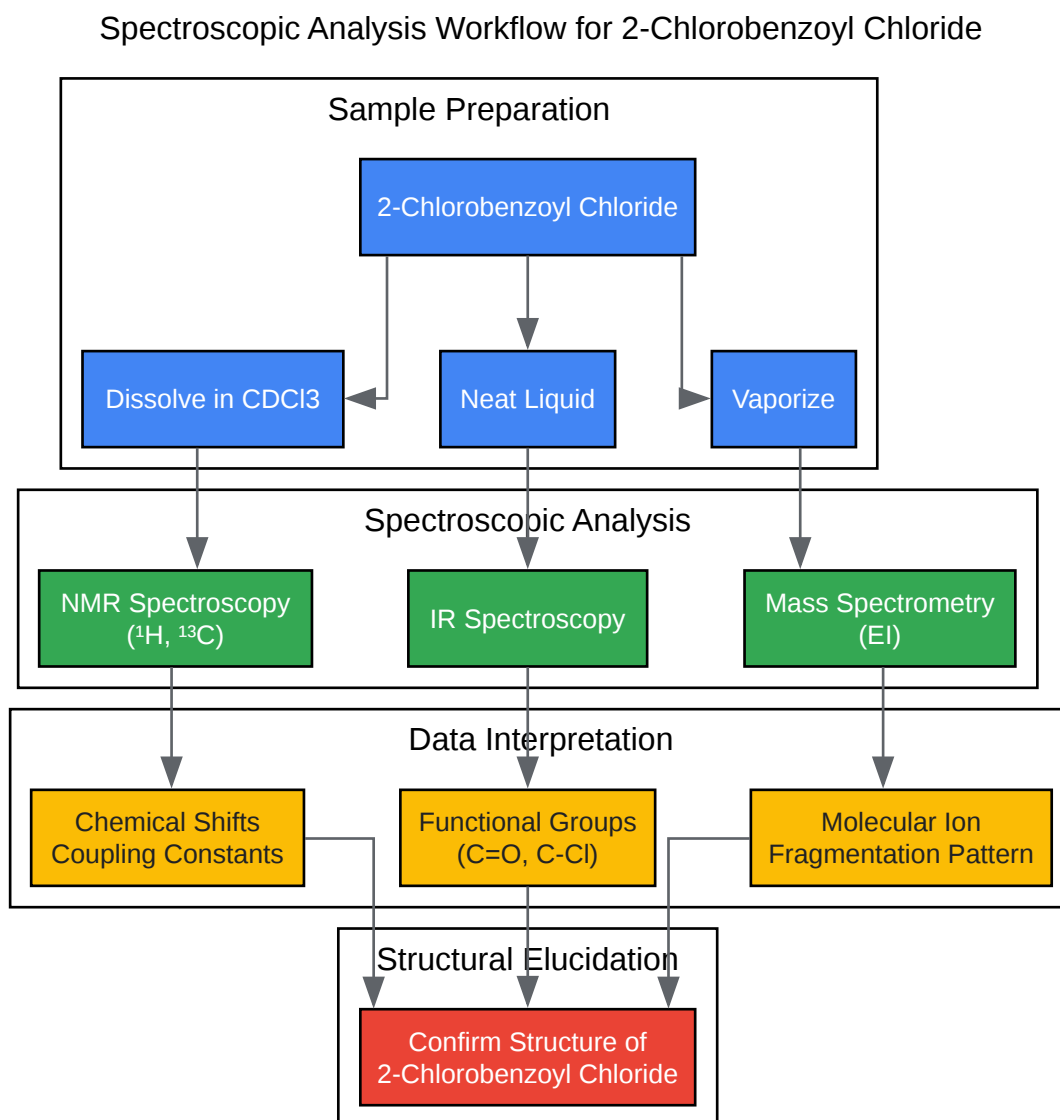 Spectroscopic Analysis Workflow for 2-Chlorobenzoyl Chloride
Sample Preparation
2-Chlorobenzoyl Chloride
Dissolve in CDCl3
Neat Liquid
Vaporize
Spectroscopic Analysis
NMR Spectroscopy
(¹H, ¹³C)
IR Spectroscopy
Mass Spectrometry
(EI)
Data Interpretation
Chemical Shifts
Coupling Constants
Functional Groups
(C=O, C-Cl)
Molecular Ion
Fragmentation Pattern
Structural Elucidation
Confirm Structure of
2-Chlorobenzoyl Chloride